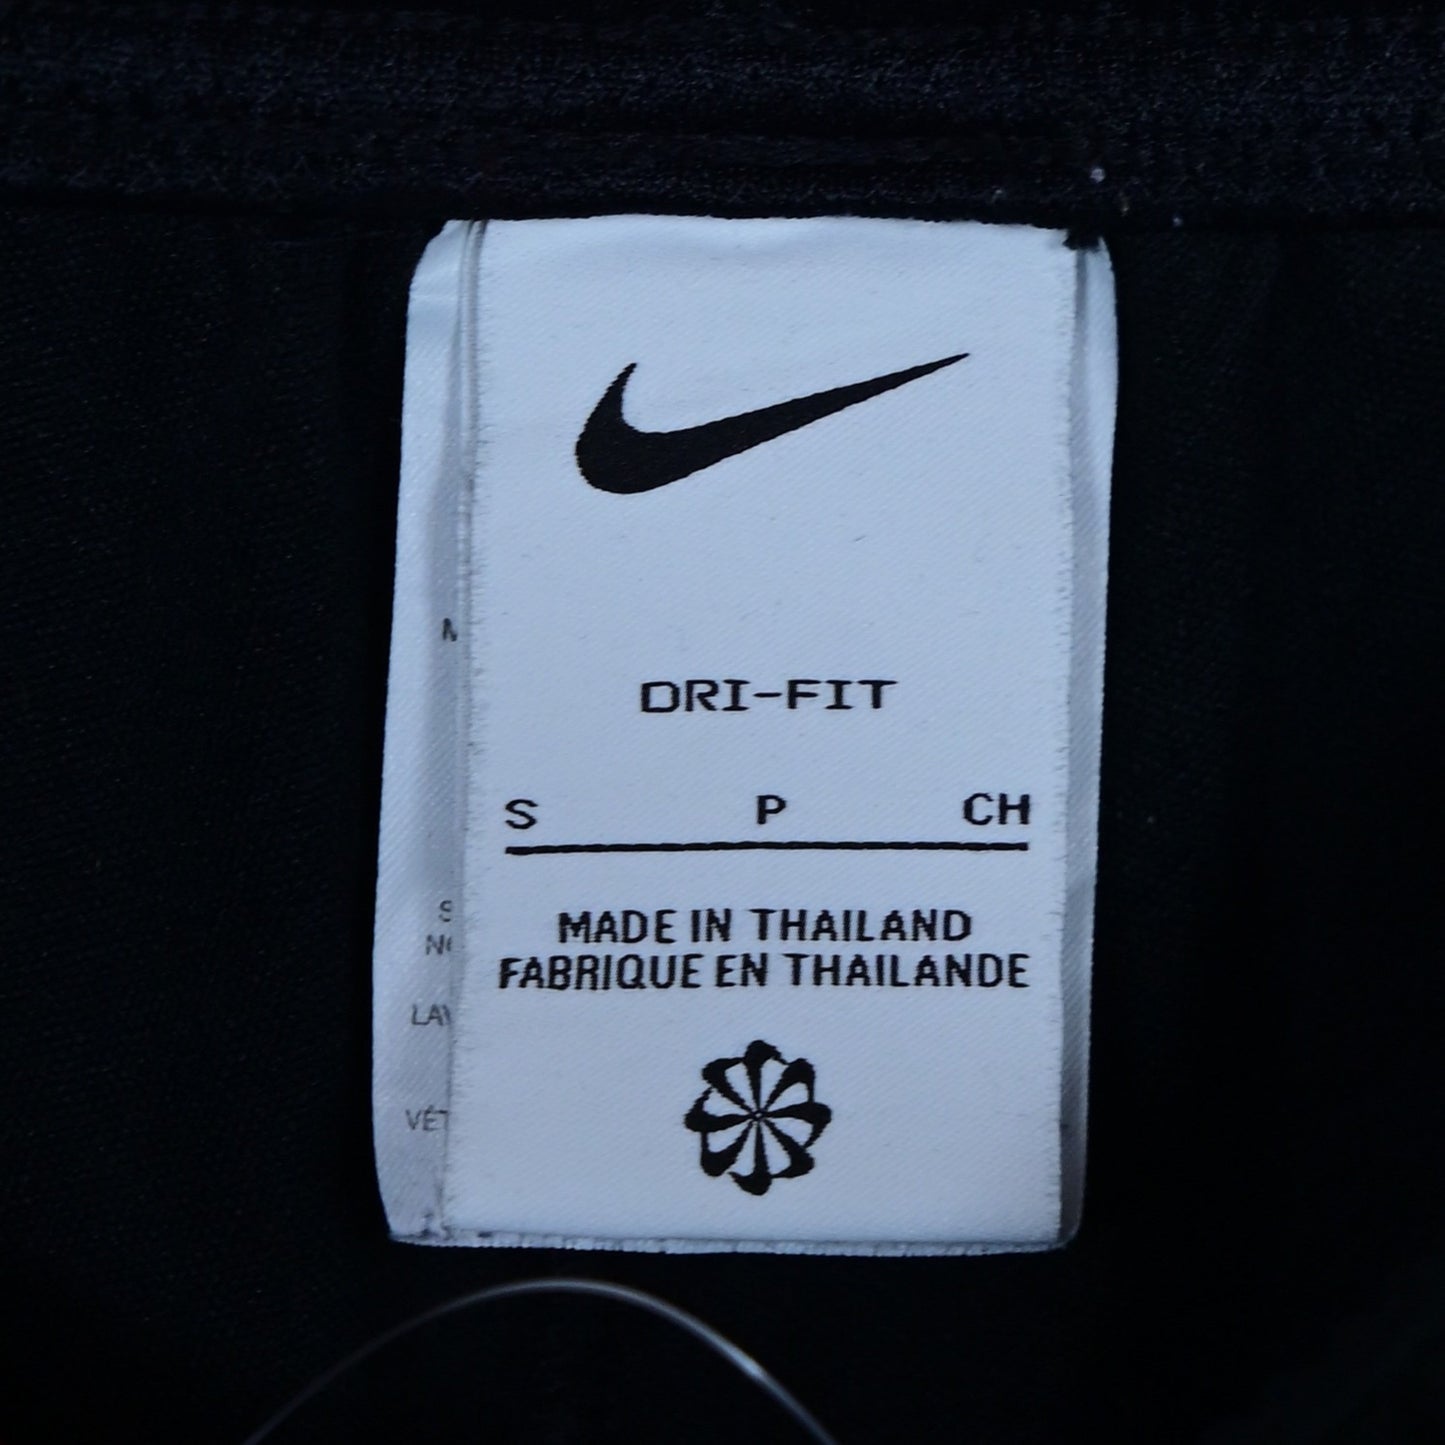 DRI-FIT
S P CH
MADE IN THAILAND
FABRIQUE EN THAILANDE